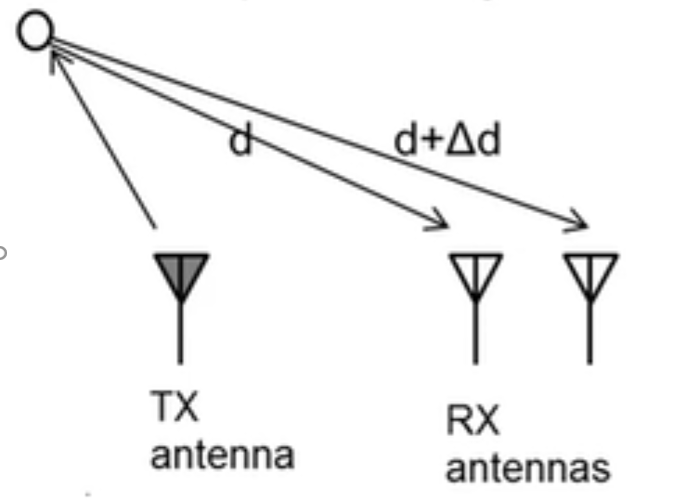 d
d+Δd
TX
antenna
RX
antennas